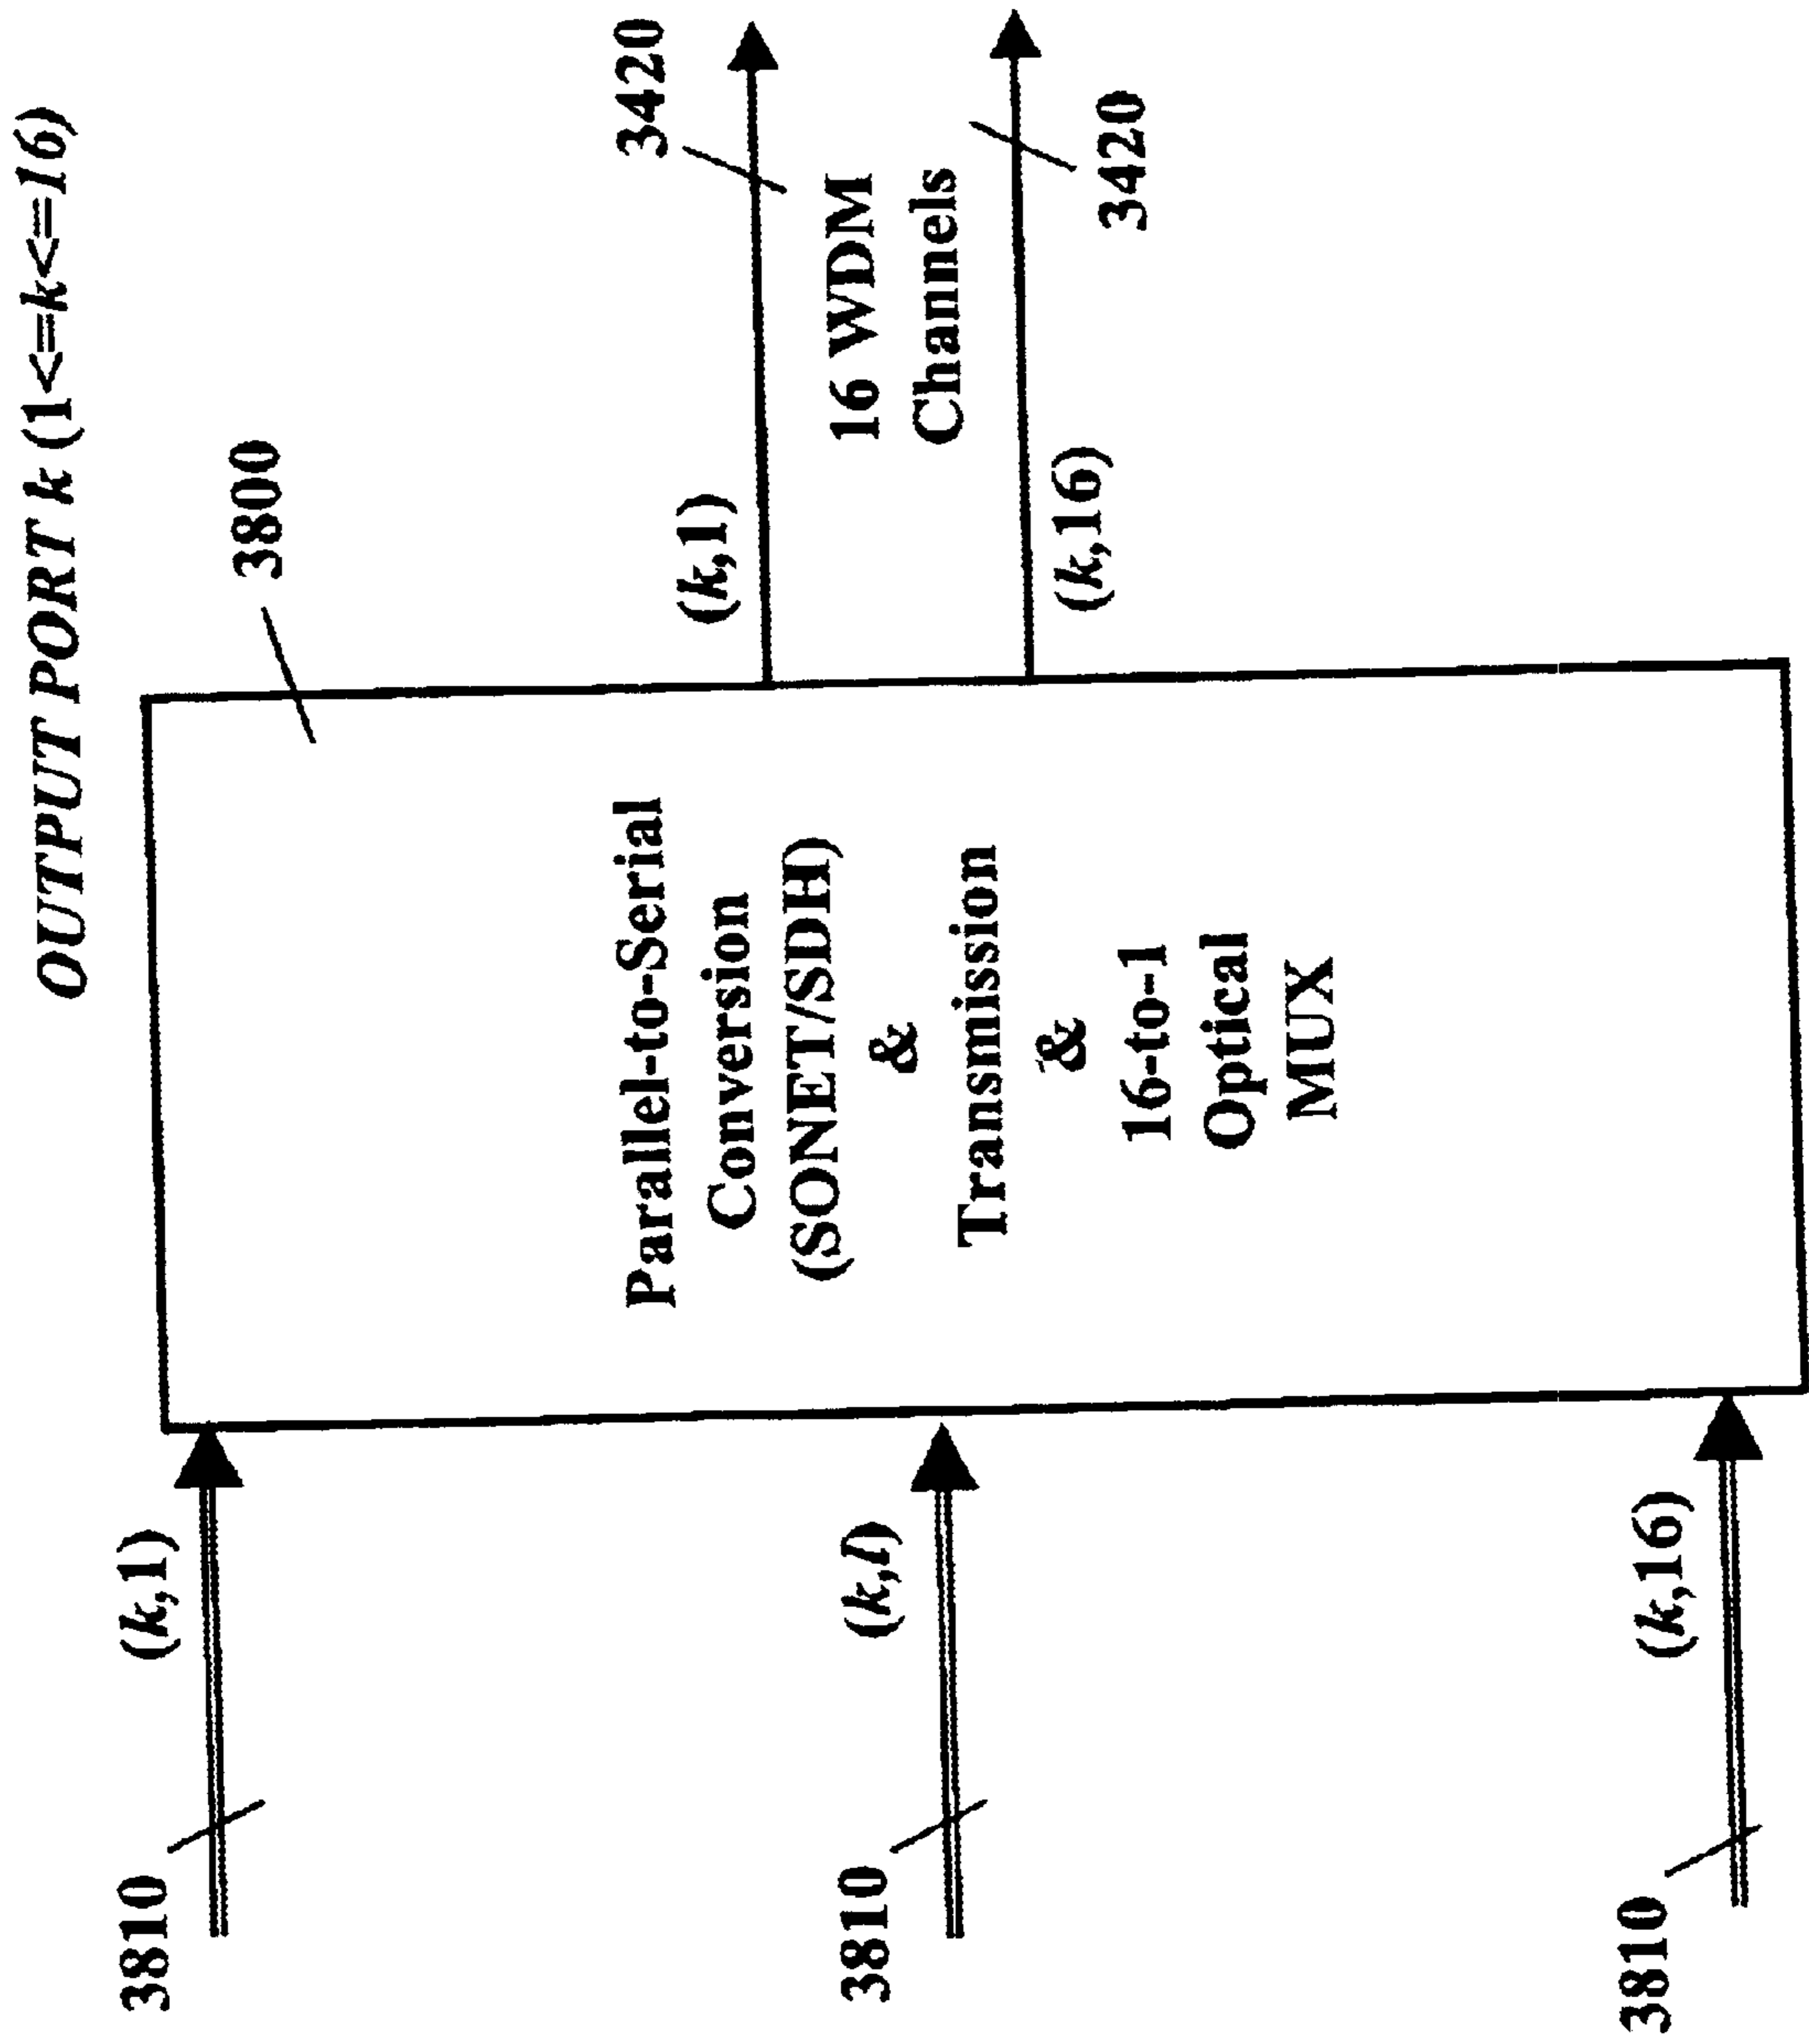 OUTPUT PORT k (1<=k<=16)
3800
3810
(k,1)
3810
(k,l)
3810
(k,16)
Parallel-to-Serial
Conversion
(SONET/SDH)
&
Transmission
&
16-to-1
Optical
MUX
(k,1)
3420
16 WDM
Channels
(k,16)
3420